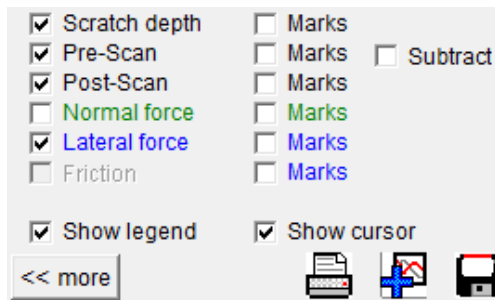 Scratch depth Marks
Pre-Scan Marks Subtract
Post-Scan Marks
Normal force Marks
Lateral force Marks
Friction Marks
Show legend Show cursor
<< more